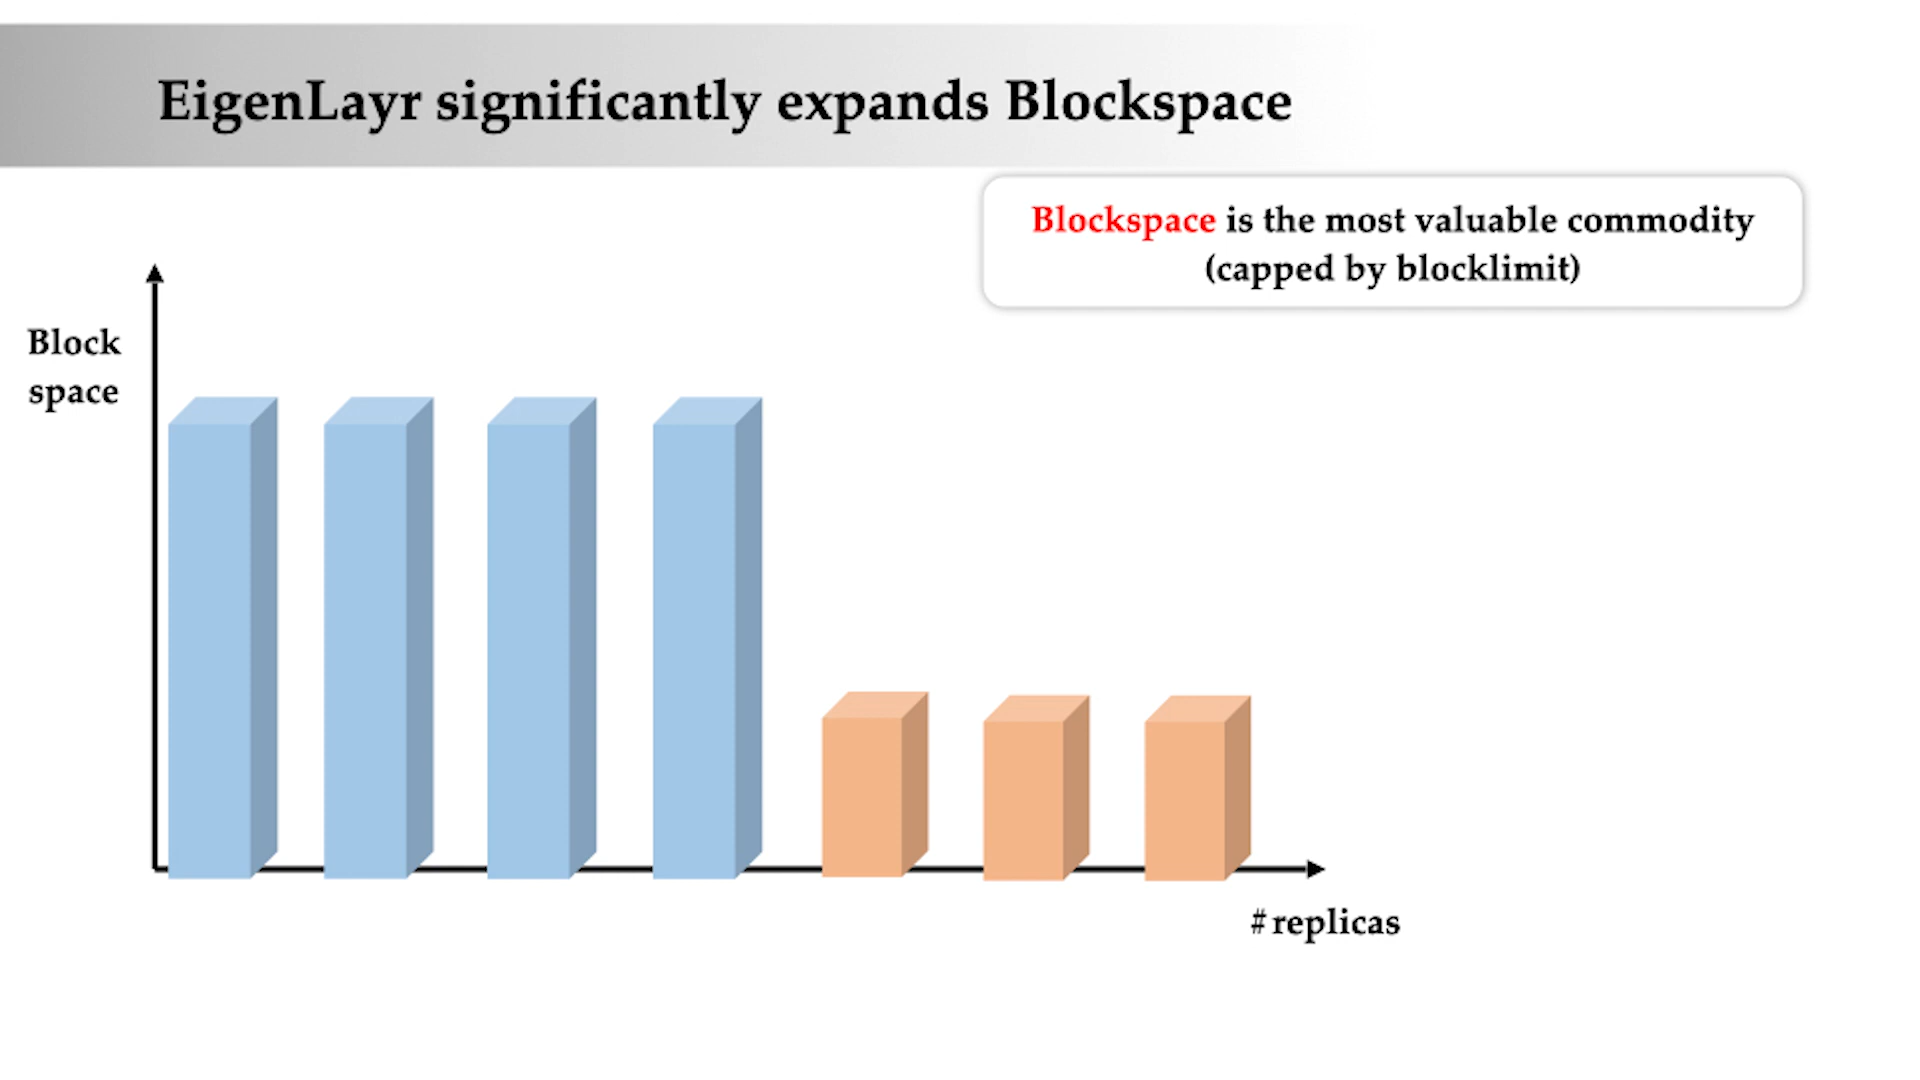 EigenLayr significantly expands Blockspace
Blockspace is the most valuable commodity
(capped by blocklimit)
Block
space
# replicas